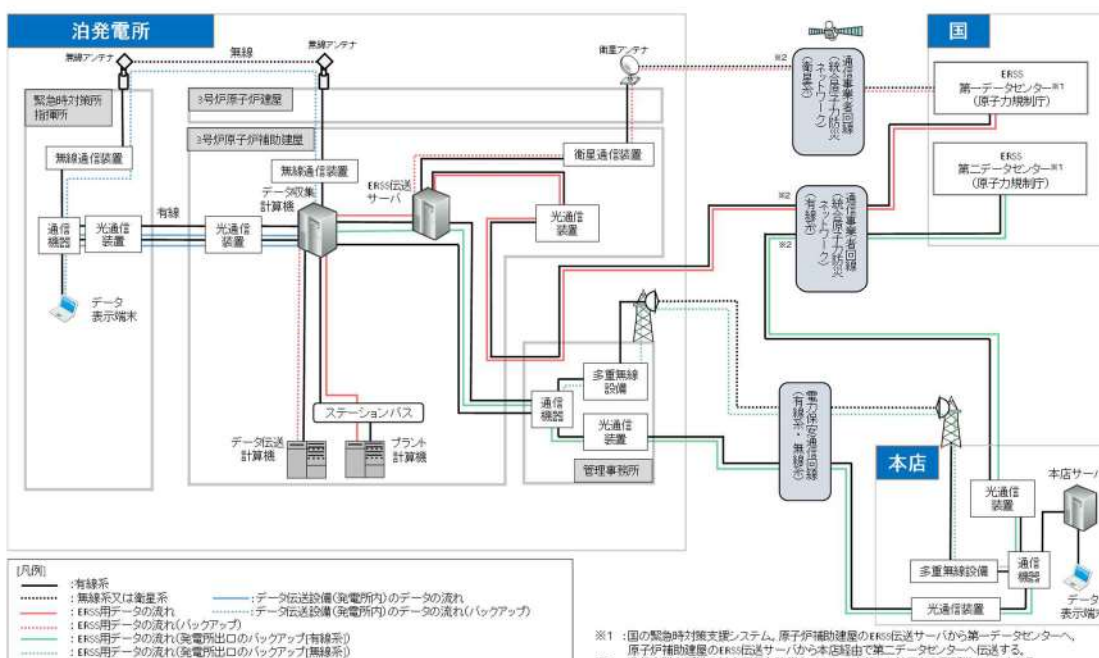 泊発電所
国
無線アンテナ
無線
無線アンテナ
衛星アンテナ
緊急時対策所
指揮所
3号炉原子炉建屋
3号炉原子炉補助建屋
無線通信装置
無線通信装置
衛星通信装置
データ収集
計算機
ERSS伝送
サーバ
有線
通信
機器
光通信
装置
光通信
装置
光通信
装置
データ
表示端末
※2
通信事業者回線
(統合原子力防災
ネットワーク)
(衛星系)
※2
※2
通信事業者回線
(統合原子力防災
ネットワーク)
(有線系)
ERSS
第一データセンター※1
(原子力規制庁)
ERSS
第二データセンター※1
(原子力規制庁)
ステーションバス
データ伝送
計算機
プラント
計算機
多重無線
設備
通信
機器
光通信
装置
管理事務所
電力保安通信回線
(有線系・無線系)
本店
本店サーバ
光通信
装置
多重無線設備
通信
機器
光通信装置
データ
表示端末
[凡例]
:有線系
:無線系又は衛星系
:データ伝送設備(発電所内)のデータの流れ
:ERSS用データの流れ
:データ伝送設備(発電所内)のデータの流れ(バックアップ)
:ERSS用データの流れ(バックアップ)
:ERSS用データの流れ(発電所出口のバックアップ[有線系])
:ERSS用データの流れ(発電所出口のバックアップ[無線系])
※1 :国の緊急時対策支援システム。原子炉補助建屋のERSS伝送サーバから第一データセンターへ、
原子炉補助建屋のERSS伝送サーバから本店経由で第二データセンターへ伝送する。